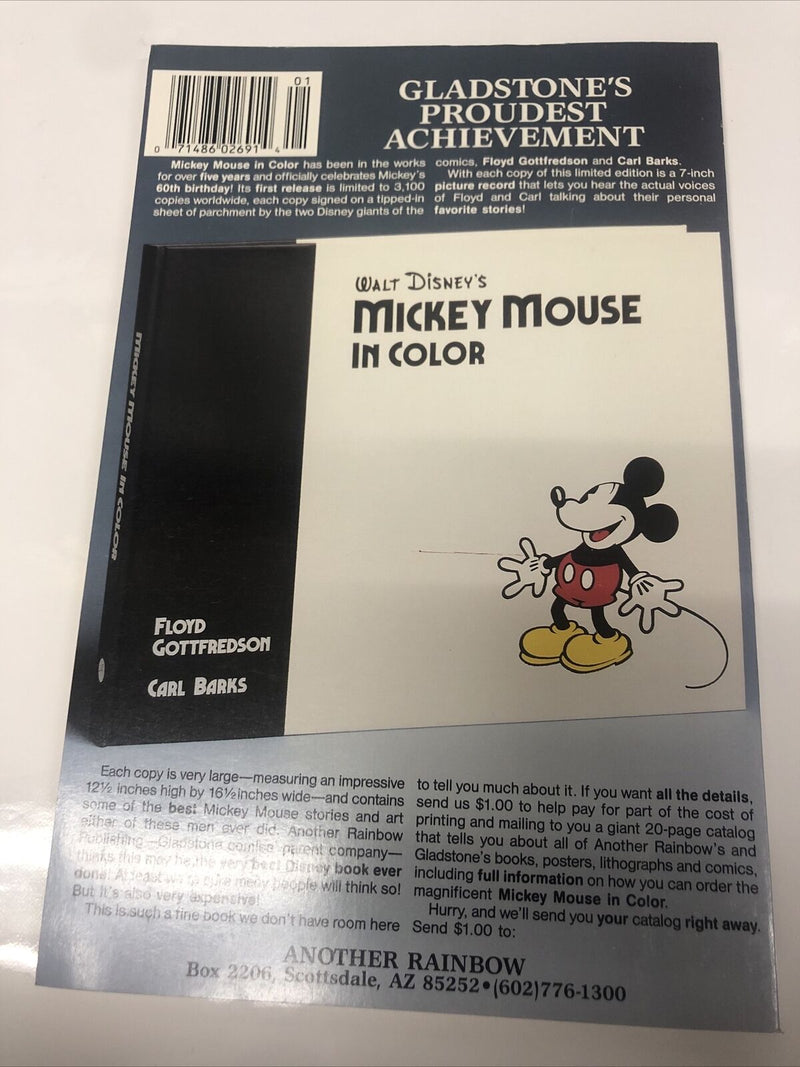 01
0 71486 02691 4
GLADSTONE'S
PROUDEST
ACHIEVEMENT
Mickey Mouse in Color has been in the works
for over five years and officially celebrates Mickey's
60th birthday! Its first release is limited to 3,100
copies worldwide, each copy signed on a tipped-in
sheet of parchment by the two Disney giants of the
comics, Floyd Gottfredson and Carl Barks.
With each copy of this limited edition is a 7-inch
picture record that lets you hear the actual voices
of Floyd and Carl talking about their personal
favorite stories!
WALT DISNEY'S
MICKEY MOUSE
IN COLOR
MICKEY MOUSE IN COLOR
FLOYD
GOTTFREDSON
CARL BARKS
Each copy is very large—measuring an impressive
12½ inches high by 16½ inches wide—and contains
some of the best Mickey Mouse stories and art
either of these men ever did. Another Rainbow
Publishing—Gladstone comics' parent company—
thinks this may be the very best Disney book ever
done! At least we're quite many people will think so!
But it's also very expensive!
This is such a fine book we don't have room here
to tell you much about it. If you want all the details,
send us $1.00 to help pay for part of the cost of
printing and mailing to you a giant 20-page catalog
that tells you about all of Another Rainbow's and
Gladstone's books, posters, lithographs and comics,
including full information on how you can order the
magnificent Mickey Mouse in Color.
Hurry, and we'll send you your catalog right away.
Send $1.00 to:
ANOTHER RAINBOW
Box 2206, Scottsdale, AZ 85252•(602)776-1300